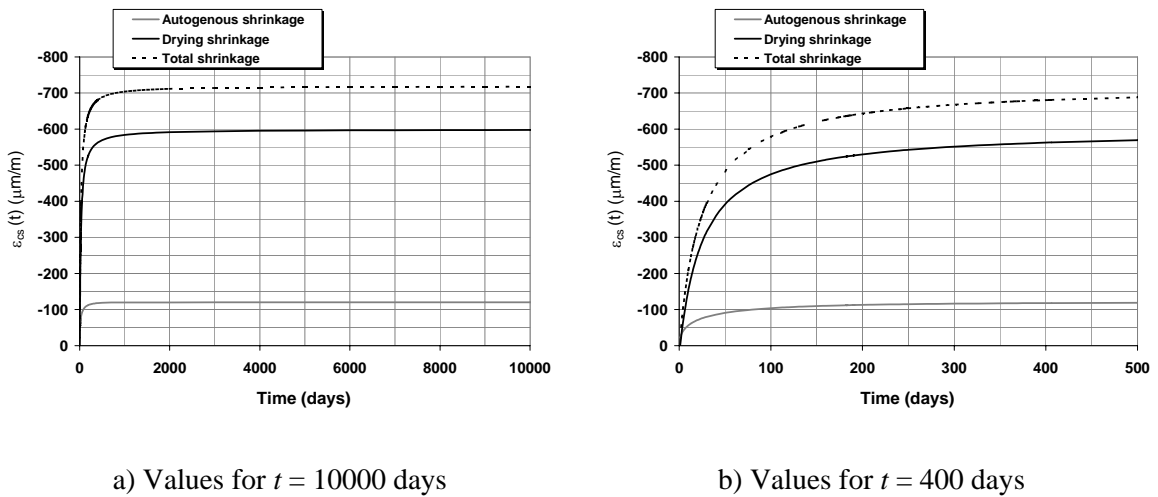 Autogenous shrinkage
Drying shrinkage
Total shrinkage
-800
-700
-600
-500
-400
-300
-200
-100
0
εcs (t) (μm/m)
0 2000 4000 6000 8000 10000
Time (days)
a) Values for t = 10000 days
Autogenous shrinkage
Drying shrinkage
Total shrinkage
-800
-700
-600
-500
-400
-300
-200
-100
0
εcs (t) (μm/m)
0 100 200 300 400 500
Time (days)
b) Values for t = 400 days